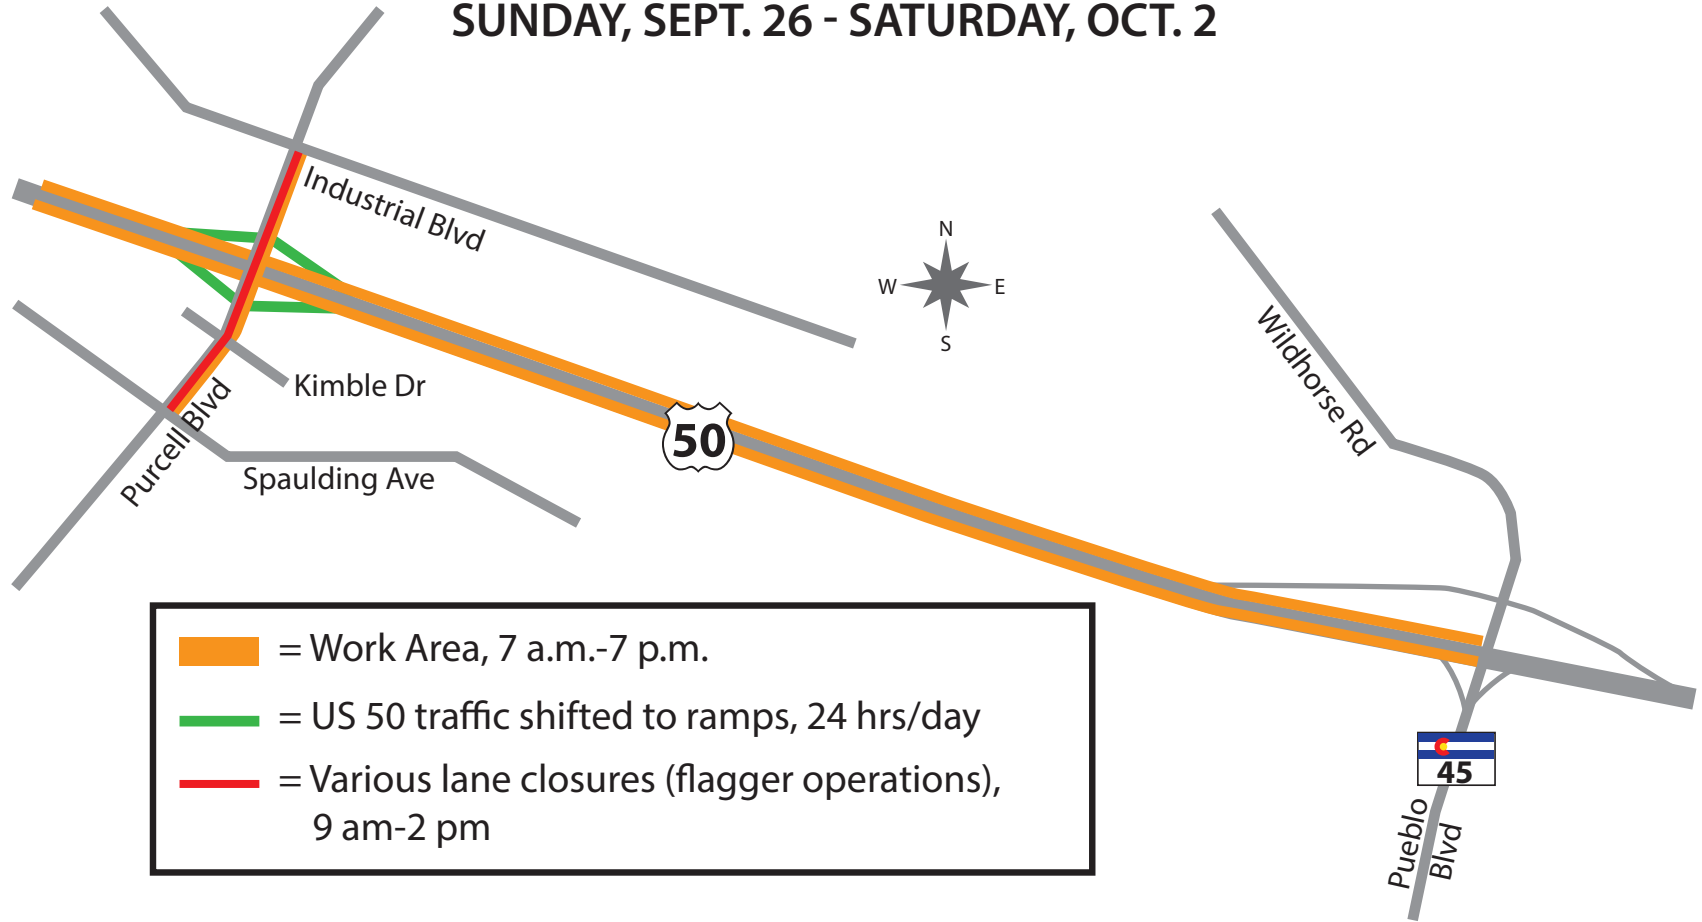 SUNDAY, SEPT. 26 - SATURDAY, OCT. 2
Industrial Blvd
N
W
E
S
Wildhorse Rd
Kimble Dr
Purcell Blvd
50
Spaulding Ave
= Work Area, 7 a.m.-7 p.m.
= US 50 traffic shifted to ramps, 24 hrs/day
= Various lane closures (flagger operations),
9 am-2 pm
45
Pueblo
Blvd